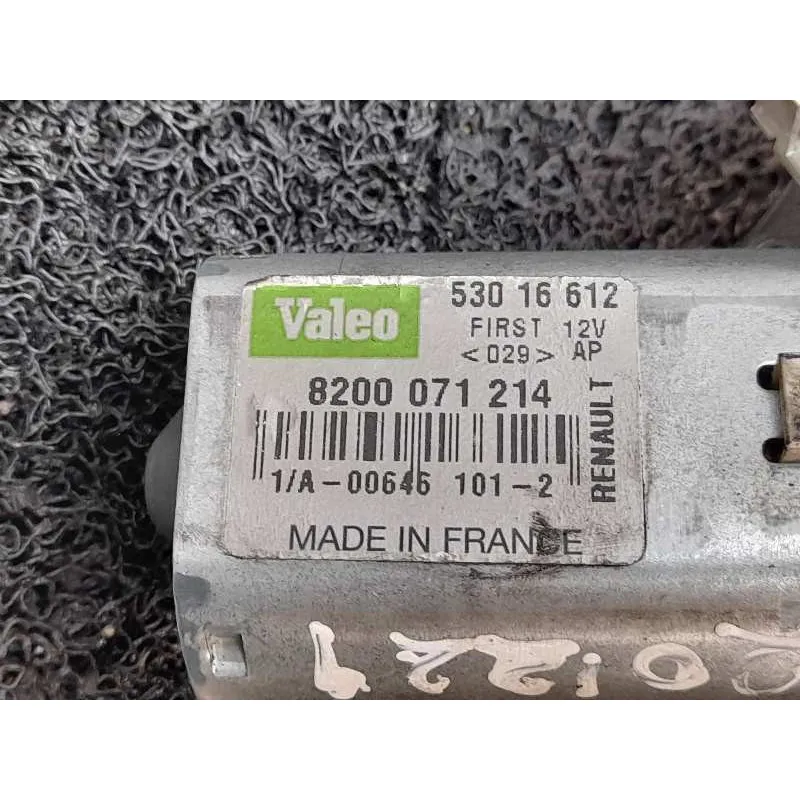 Valeo
530 16 612
FIRST 12V
<029> AP
8200 071 214
RENAULT
1/A-00646 101-2
MADE IN FRANCE